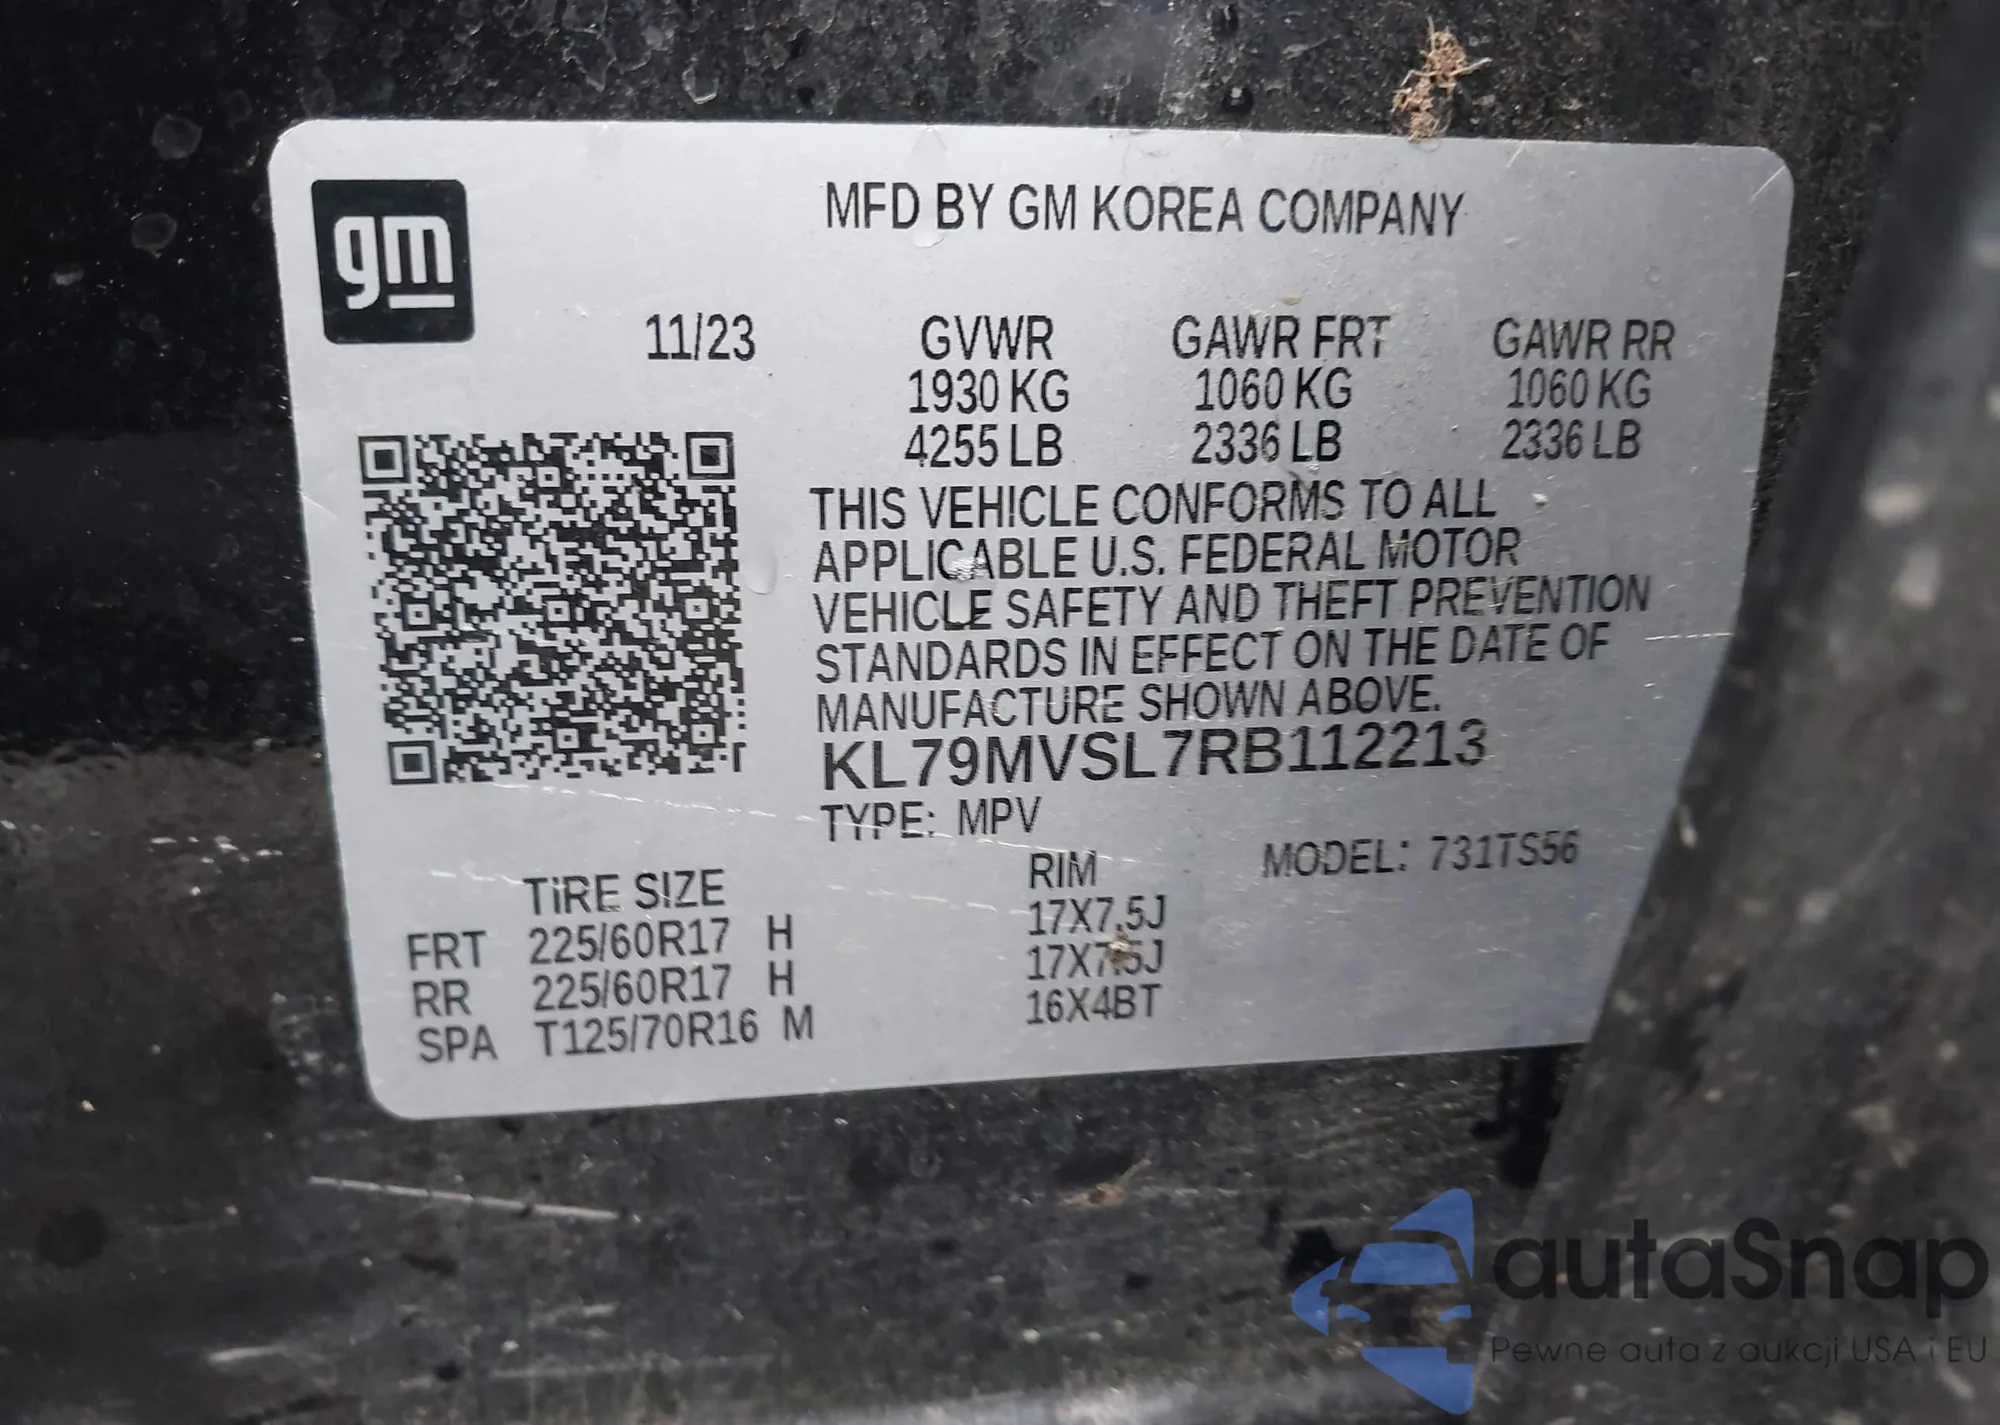 gm
MFD BY GM KOREA COMPANY
11/23 GVWR GAWR FRT GAWR RR
1930 KG 1060 KG 1060 KG
4255 LB 2336 LB 2336 LB
THIS VEHICLE CONFORMS TO ALL
APPLICABLE U.S. FEDERAL MOTOR
VEHICLE SAFETY AND THEFT PREVENTION
STANDARDS IN EFFECT ON THE DATE OF
MANUFACTURE SHOWN ABOVE.
KL79MVSL7RB112213
TYPE: MPV
MODEL: 731TS56
TIRE SIZE RIM
FRT 225/60R17 H 17X7.5J
RR 225/60R17 H 17X7.5J
SPA T125/70R16 M 16X4BT
autaSnap
Pewne auta z aukcji USA i EU